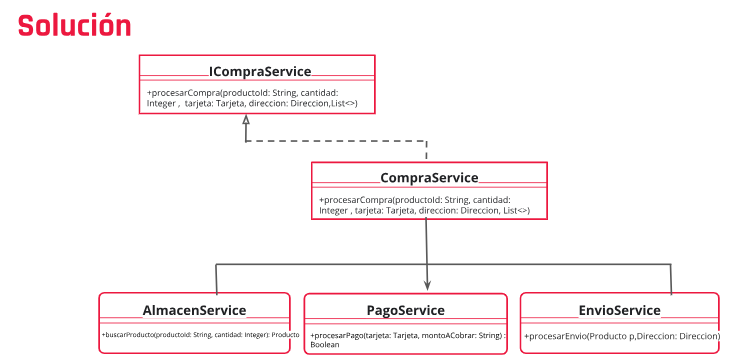 Solución
ICompraService
+procesarCompra(productoId: String, cantidad:
Integer , tarjeta: Tarjeta, direccion: Direccion,List<>)
CompraService
+procesarCompra(productoId: String, cantidad:
Integer , tarjeta: Tarjeta, direccion: Direccion, List<>)
AlmacenService
+buscarProducto(productoId: String, cantidad: Integer): Producto
PagoService
+procesarPago(tarjeta: Tarjeta, montoACobrar: String) :
Boolean
EnvioService
+procesarEnvio(Producto p,Direccion: Direccion)